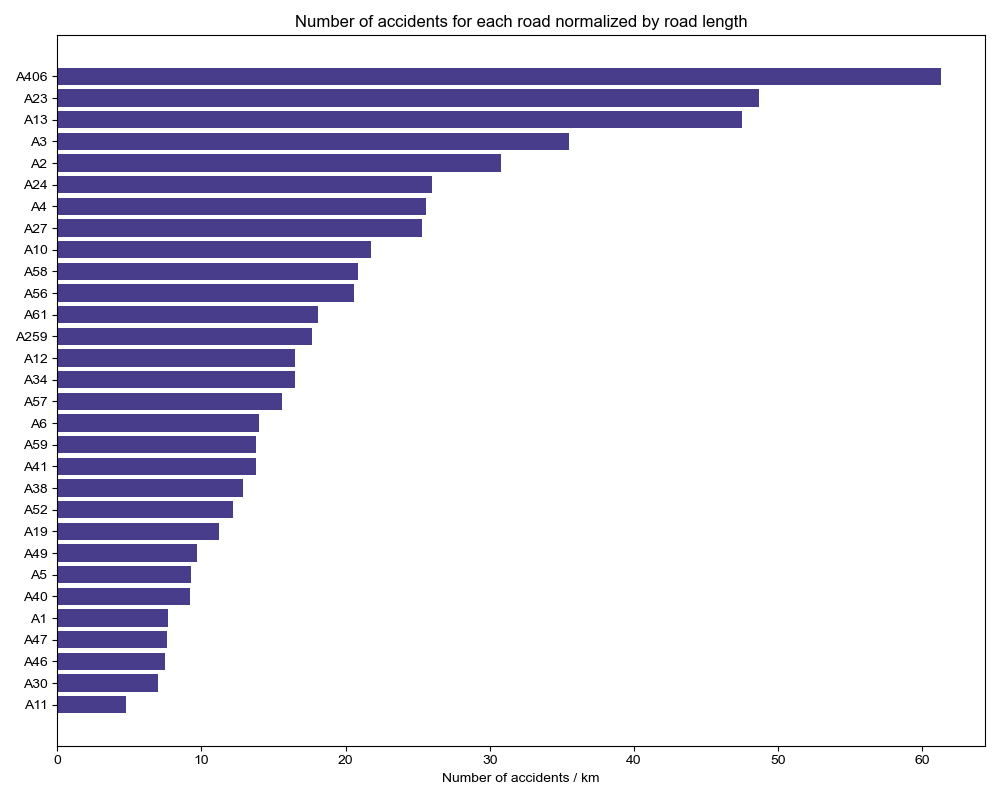 Number of accidents for each road normalized by road length
A406
A23
A13
A3
A2
A24
A4
A27
A10
A58
A56
A61
A259
A12
A34
A57
A6
A59
A41
A38
A52
A19
A49
A5
A40
A1
A47
A46
A30
A11
0 10 20 30 40 50 60
Number of accidents / km